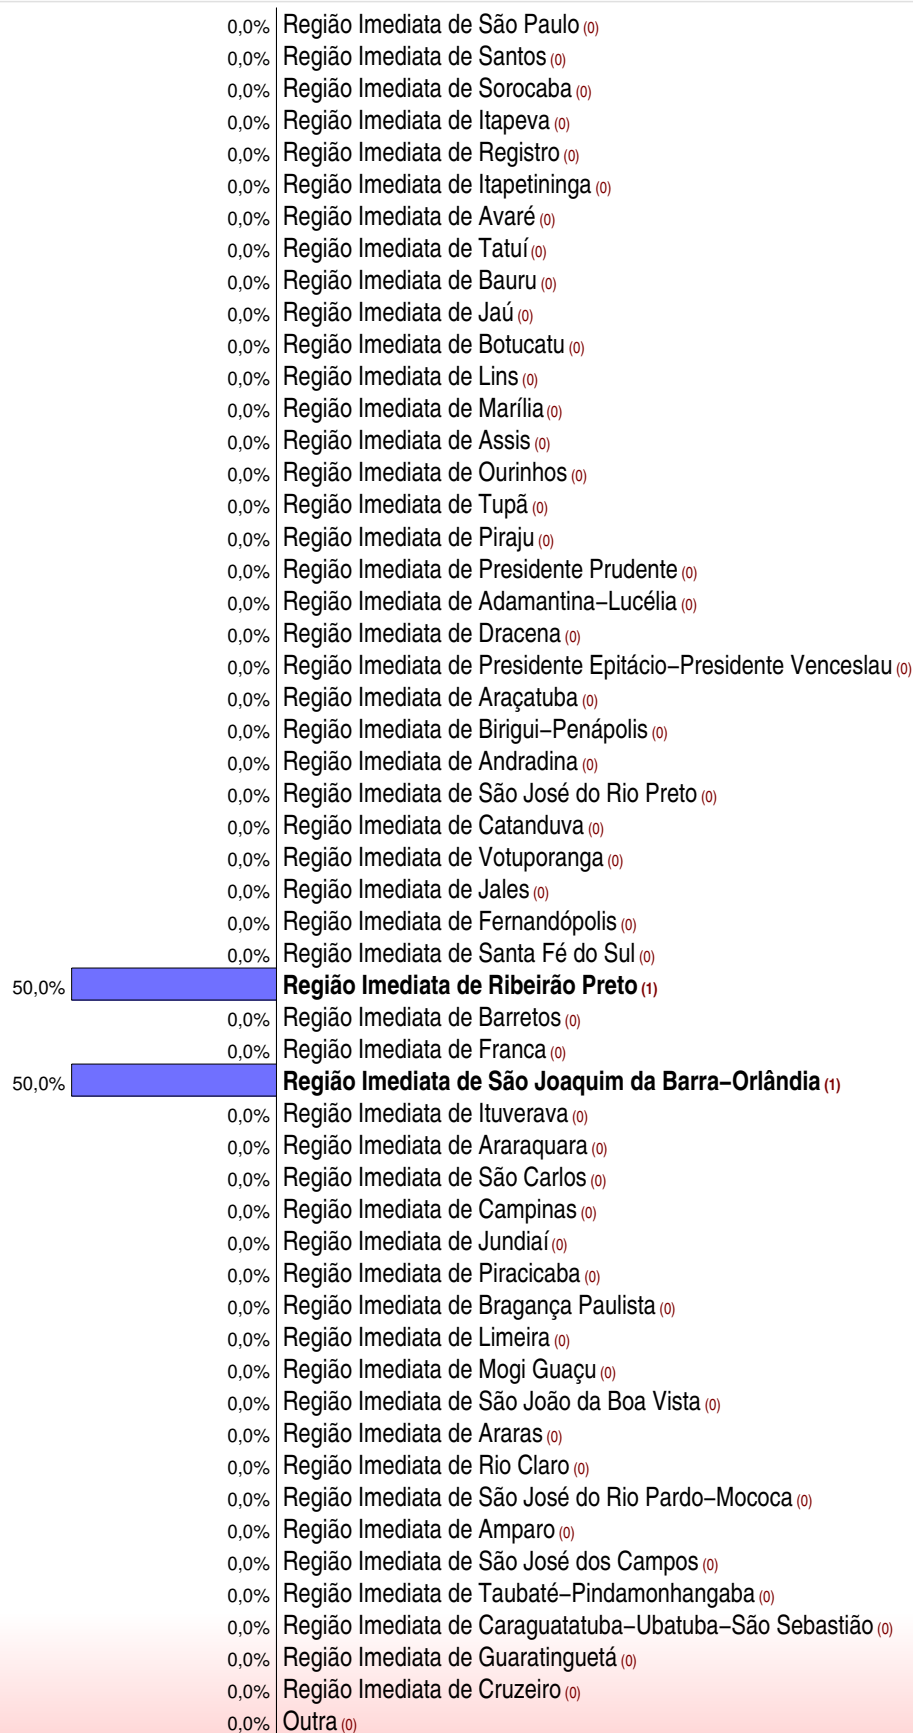 0,0% Região Imediata de São Paulo (0)
0,0% Região Imediata de Santos (0)
0,0% Região Imediata de Sorocaba (0)
0,0% Região Imediata de Itapeva (0)
0,0% Região Imediata de Registro (0)
0,0% Região Imediata de Itapetininga (0)
0,0% Região Imediata de Avaré (0)
0,0% Região Imediata de Tatuí (0)
0,0% Região Imediata de Bauru (0)
0,0% Região Imediata de Jaú (0)
0,0% Região Imediata de Botucatu (0)
0,0% Região Imediata de Lins (0)
0,0% Região Imediata de Marília (0)
0,0% Região Imediata de Assis (0)
0,0% Região Imediata de Ourinhos (0)
0,0% Região Imediata de Tupã (0)
0,0% Região Imediata de Piraju (0)
0,0% Região Imediata de Presidente Prudente (0)
0,0% Região Imediata de Adamantina–Lucélia (0)
0,0% Região Imediata de Dracena (0)
0,0% Região Imediata de Presidente Epitácio–Presidente Venceslau (0)
0,0% Região Imediata de Araçatuba (0)
0,0% Região Imediata de Birigui–Penápolis (0)
0,0% Região Imediata de Andradina (0)
0,0% Região Imediata de São José do Rio Preto (0)
0,0% Região Imediata de Catanduva (0)
0,0% Região Imediata de Votuporanga (0)
0,0% Região Imediata de Jales (0)
0,0% Região Imediata de Fernandópolis (0)
0,0% Região Imediata de Santa Fé do Sul (0)
50,0% Região Imediata de Ribeirão Preto (1)
0,0% Região Imediata de Barretos (0)
0,0% Região Imediata de Franca (0)
50,0% Região Imediata de São Joaquim da Barra–Orlândia (1)
0,0% Região Imediata de Ituverava (0)
0,0% Região Imediata de Araraquara (0)
0,0% Região Imediata de São Carlos (0)
0,0% Região Imediata de Campinas (0)
0,0% Região Imediata de Jundiaí (0)
0,0% Região Imediata de Piracicaba (0)
0,0% Região Imediata de Bragança Paulista (0)
0,0% Região Imediata de Limeira (0)
0,0% Região Imediata de Mogi Guaçu (0)
0,0% Região Imediata de São João da Boa Vista (0)
0,0% Região Imediata de Araras (0)
0,0% Região Imediata de Rio Claro (0)
0,0% Região Imediata de São José do Rio Pardo–Mococa (0)
0,0% Região Imediata de Amparo (0)
0,0% Região Imediata de São José dos Campos (0)
0,0% Região Imediata de Taubaté–Pindamonhangaba (0)
0,0% Região Imediata de Caraguatatuba–Ubatuba–São Sebastião (0)
0,0% Região Imediata de Guaratinguetá (0)
0,0% Região Imediata de Cruzeiro (0)
0,0% Outra (0)